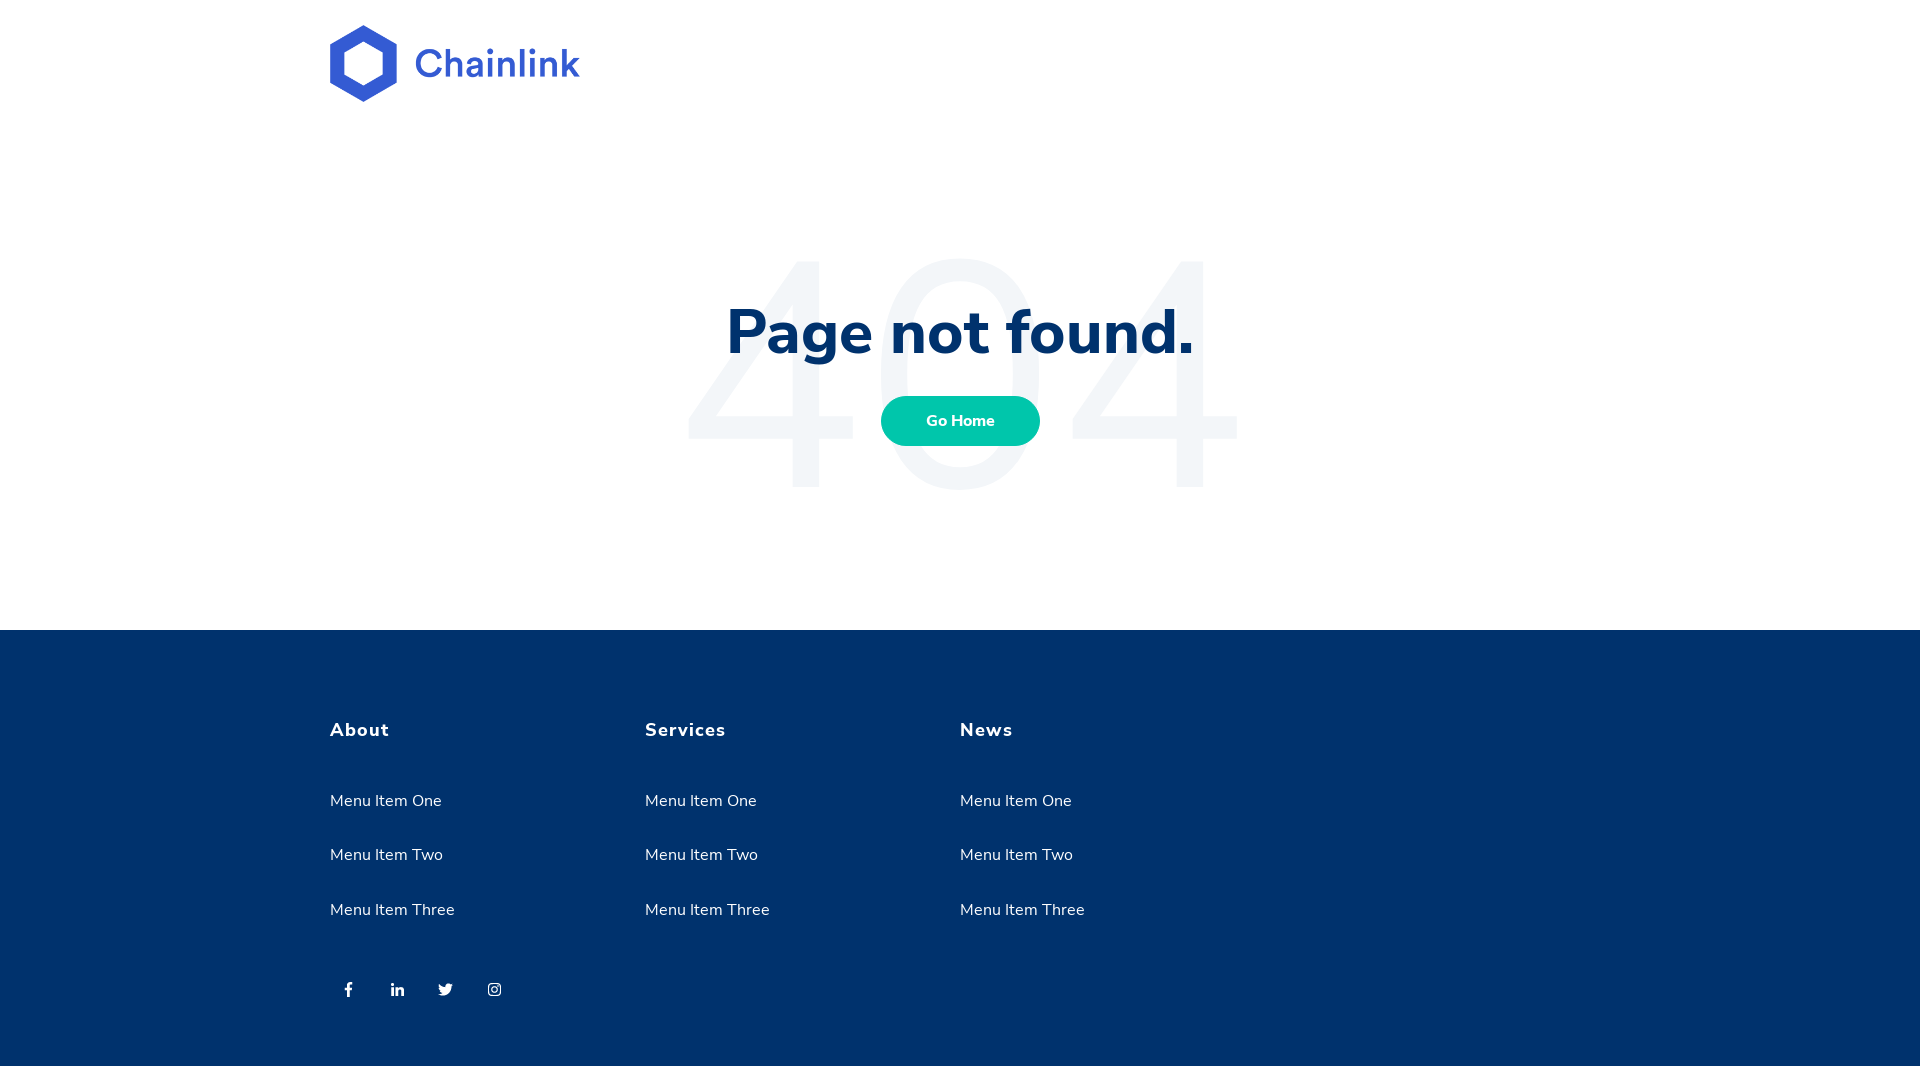 Chainlink
404
Page not found.
Go Home
About
Menu Item One
Menu Item Two
Menu Item Three
Services
Menu Item One
Menu Item Two
Menu Item Three
News
Menu Item One
Menu Item Two
Menu Item Three